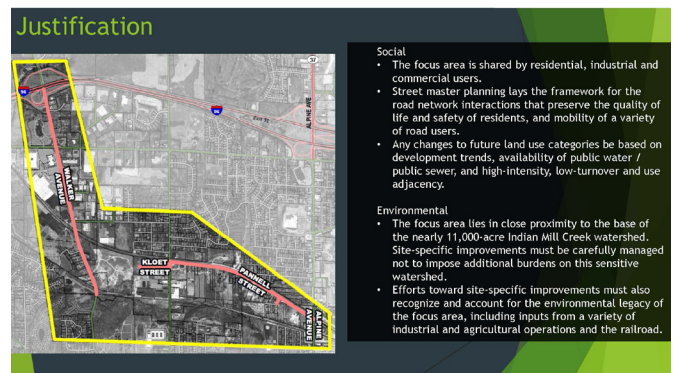 Justification
37
96
96
ALPINE AVE
WALKER
AVENUE
KLOET
STREET
PANNELL
STREET
ALPINE
AVENUE
Social
• The focus area is shared by residential, industrial and
commercial users.
• Street master planning lays the framework for the
road network interactions that preserve the quality of
life and safety of residents, and mobility of a variety
of road users.
• Any changes to future land use categories be based on
development trends, availability of public water /
public sewer, and high-intensity, low-turnover and use
adjacency.
Environmental
• The focus area lies in close proximity to the base of
the nearly 11,000-acre Indian Mill Creek watershed.
Site-specific improvements must be carefully managed
not to impose additional burdens on this sensitive
watershed.
• Efforts toward site-specific improvements must also
recognize and account for the environmental legacy of
the focus area, including inputs from a variety of
industrial and agricultural operations and the railroad.